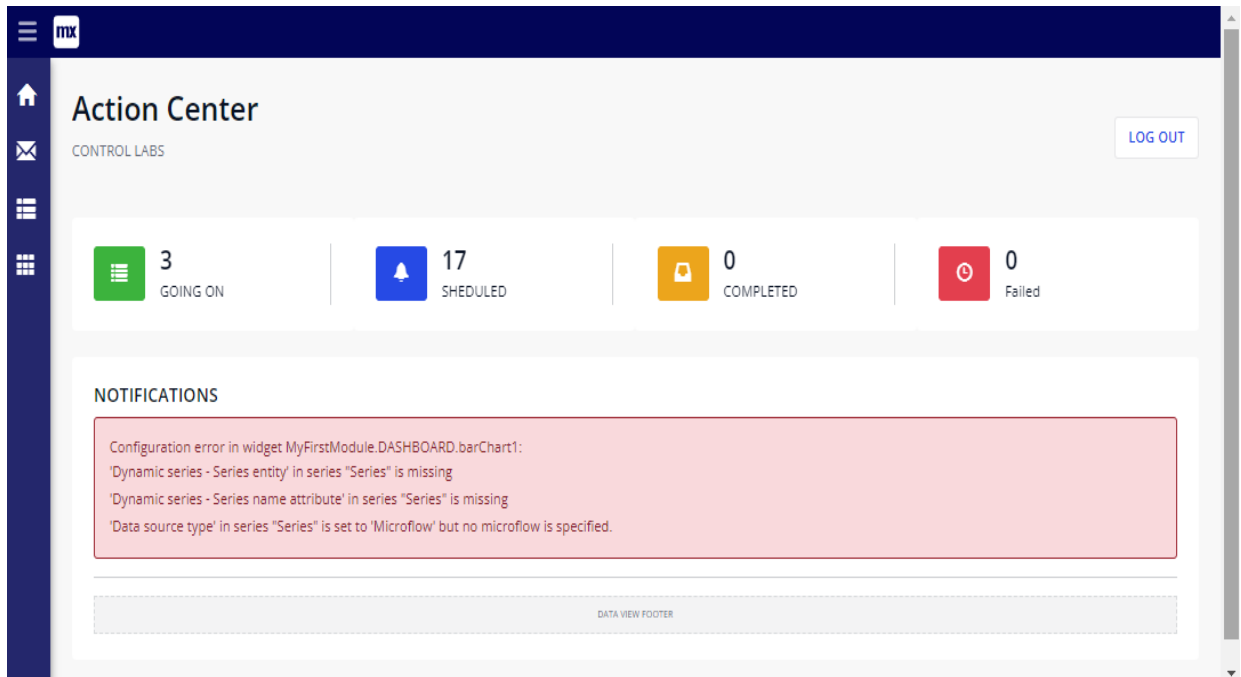 mx
Action Center
CONTROL LABS
LOG OUT
3
GOING ON
17
SHEDULED
0
COMPLETED
0
Failed
NOTIFICATIONS
Configuration error in widget MyFirstModule.DASHBOARD.barChart1:
'Dynamic series - Series entity' in series "Series" is missing
'Dynamic series - Series name attribute' in series "Series" is missing
'Data source type' in series "Series" is set to 'Microflow' but no microflow is specified.
DATA VIEW FOOTER